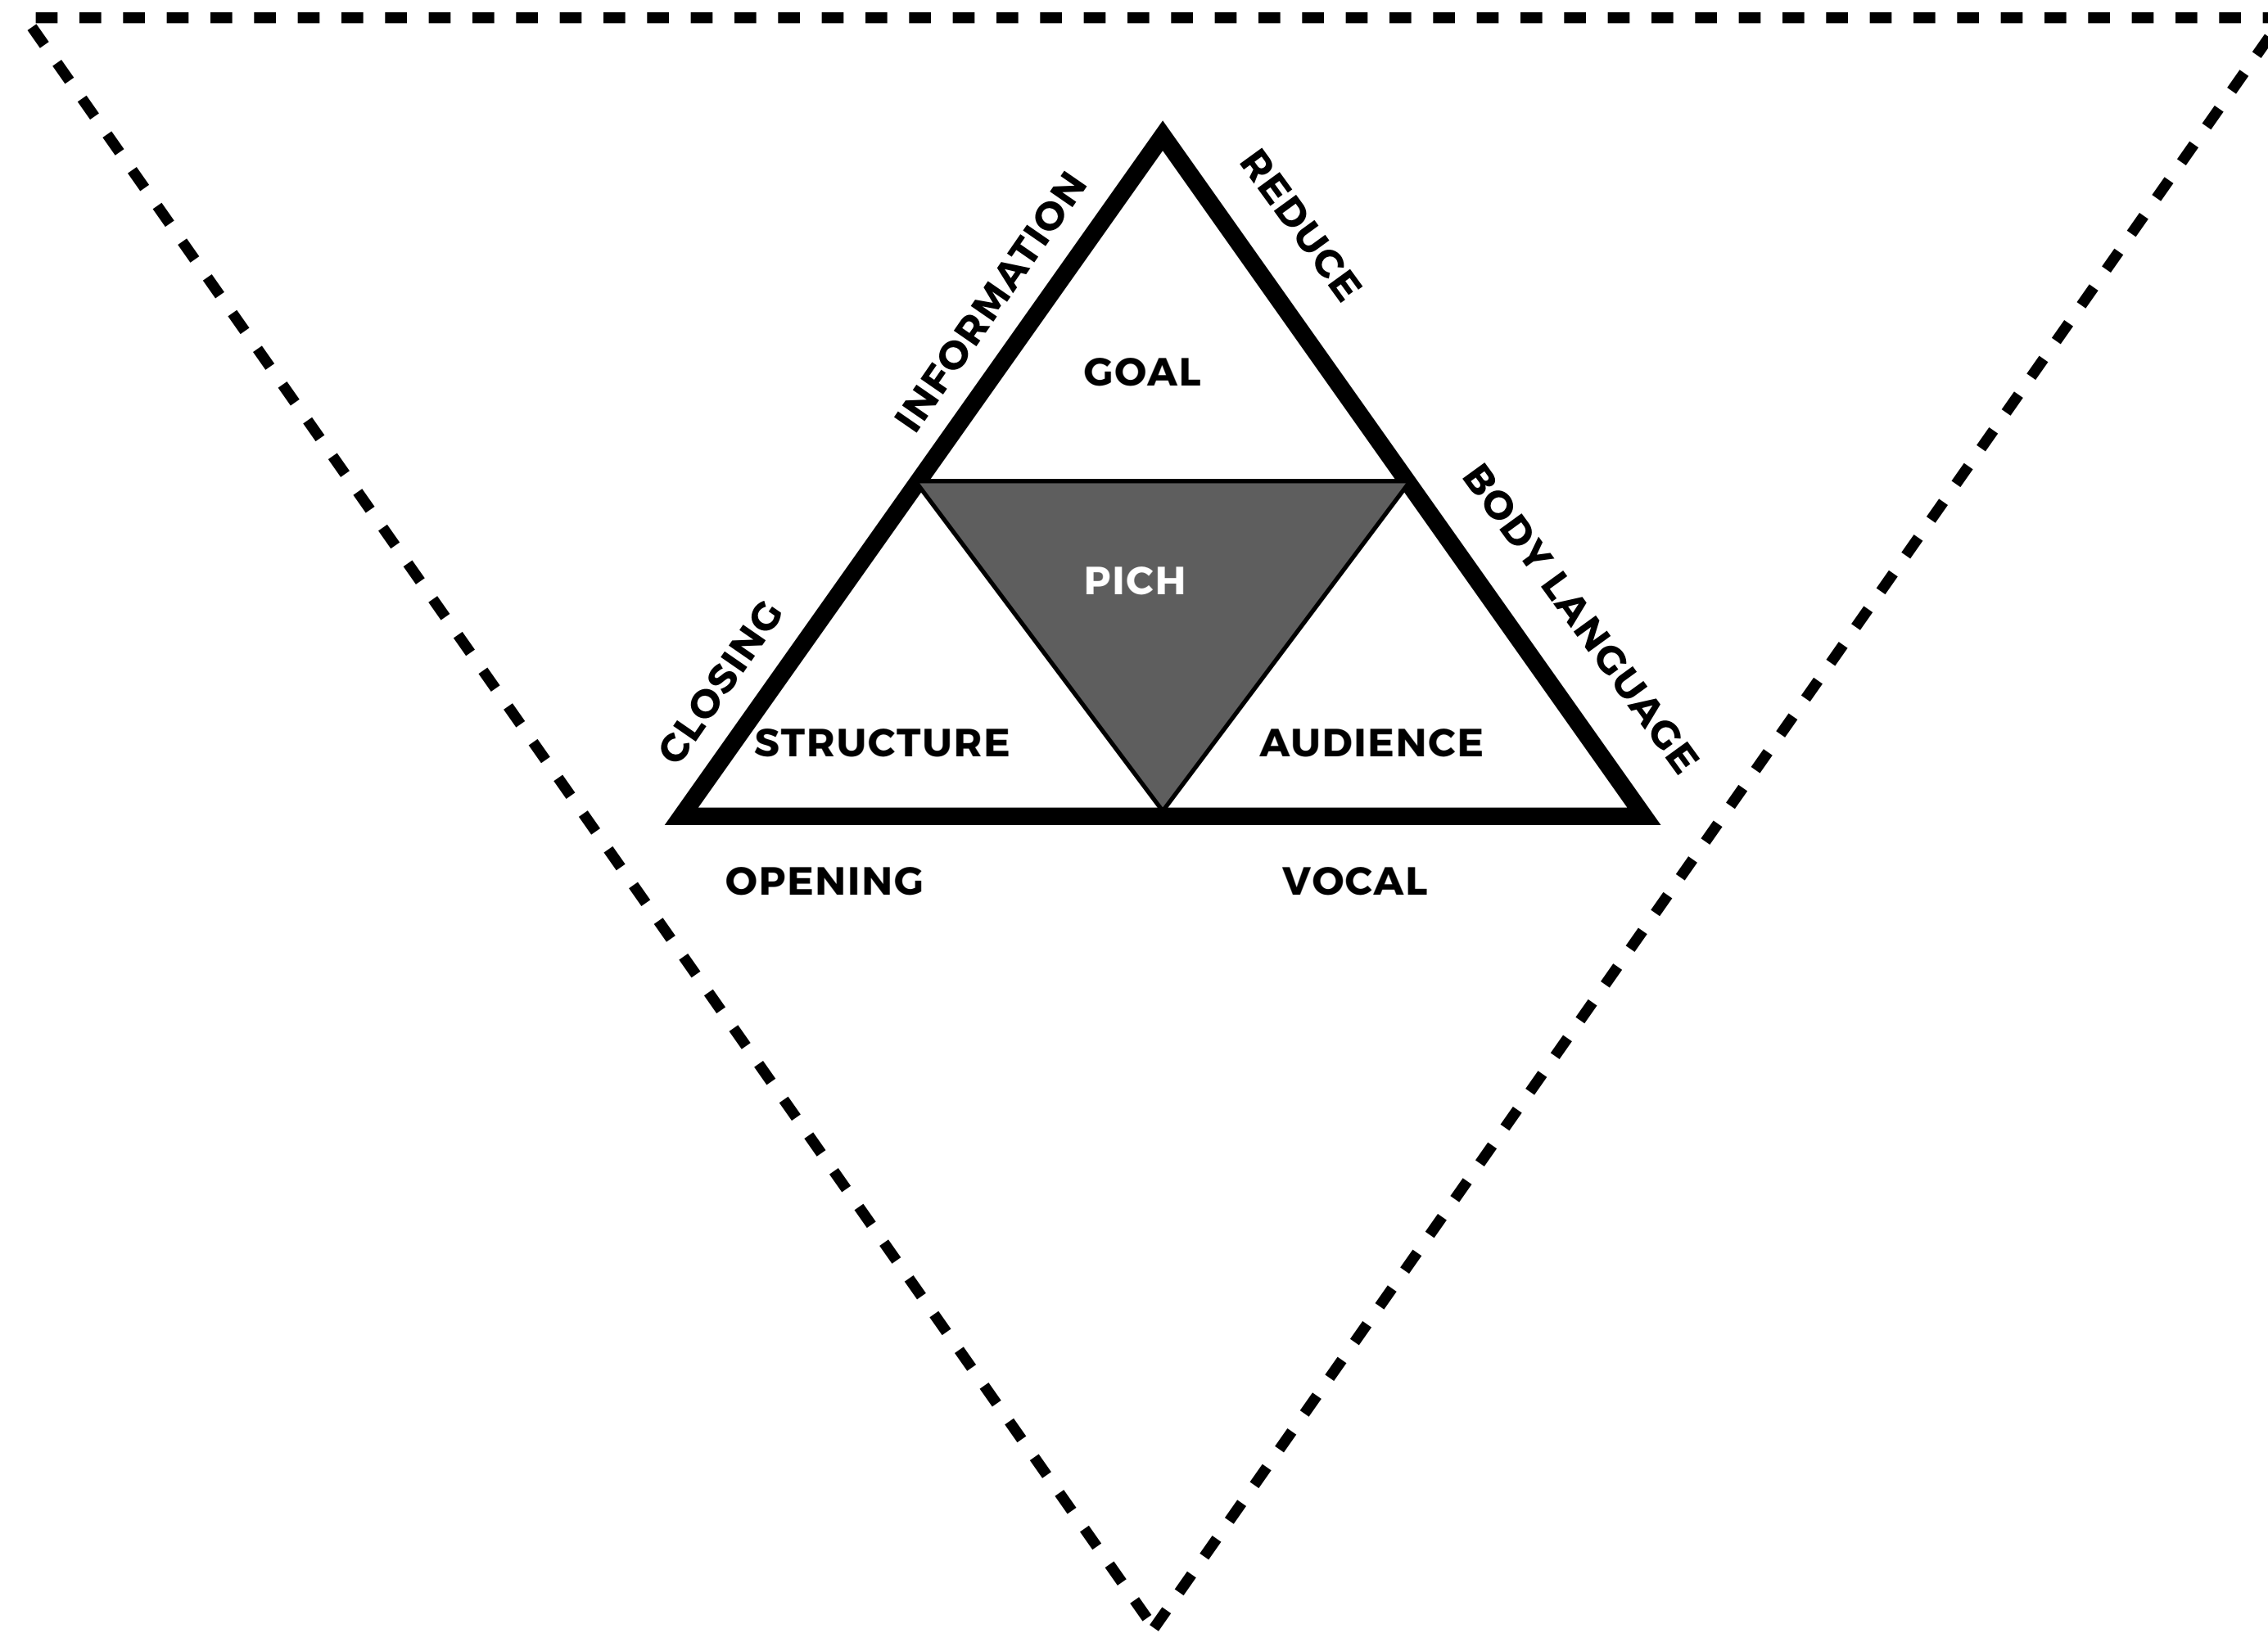 REDUCE
INFORMATION
GOAL
BODY LANGUAGE
PICH
CLOSING
STRUCTURE
AUDIENCE
OPENING
VOCAL